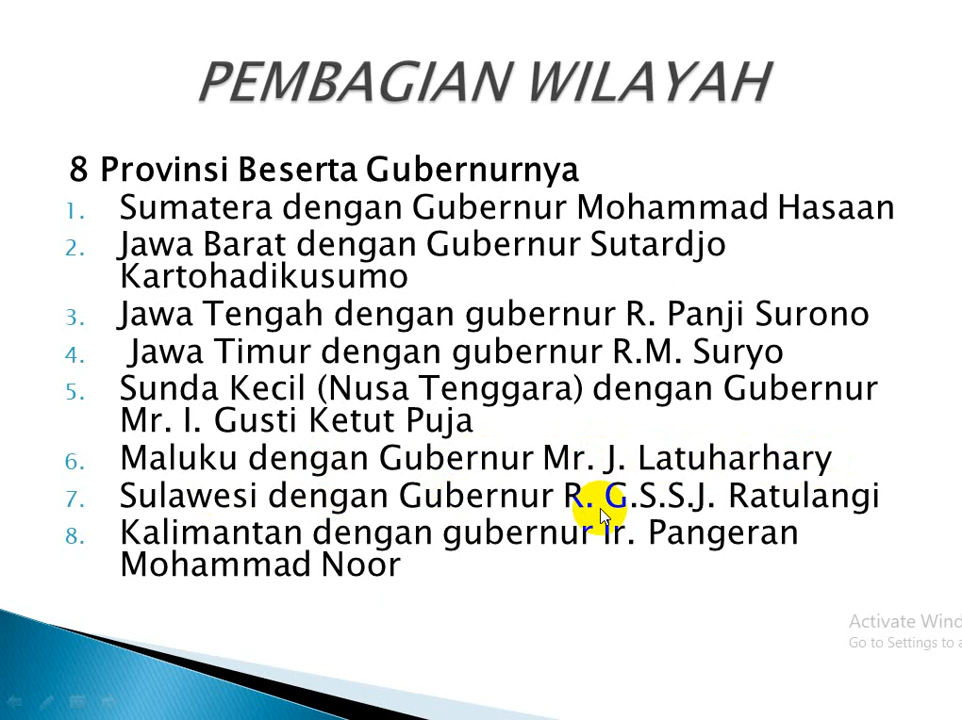 PEMBAGIAN WILAYAH
8 Provinsi Beserta Gubernurnya
1. Sumatera dengan Gubernur Mohammad Hasaan
2. Jawa Barat dengan Gubernur Sutardjo
Kartohadikusumo
3. Jawa Tengah dengan gubernur R. Panji Surono
4. Jawa Timur dengan gubernur R.M. Suryo
5. Sunda Kecil (Nusa Tenggara) dengan Gubernur
Mr. I. Gusti Ketut Puja
6. Maluku dengan Gubernur Mr. J. Latuharhary
7. Sulawesi dengan Gubernur R. G.S.S.J. Ratulangi
8. Kalimantan dengan gubernur Ir. Pangeran
Mohammad Noor
Activate Wind
Go to Settings to a